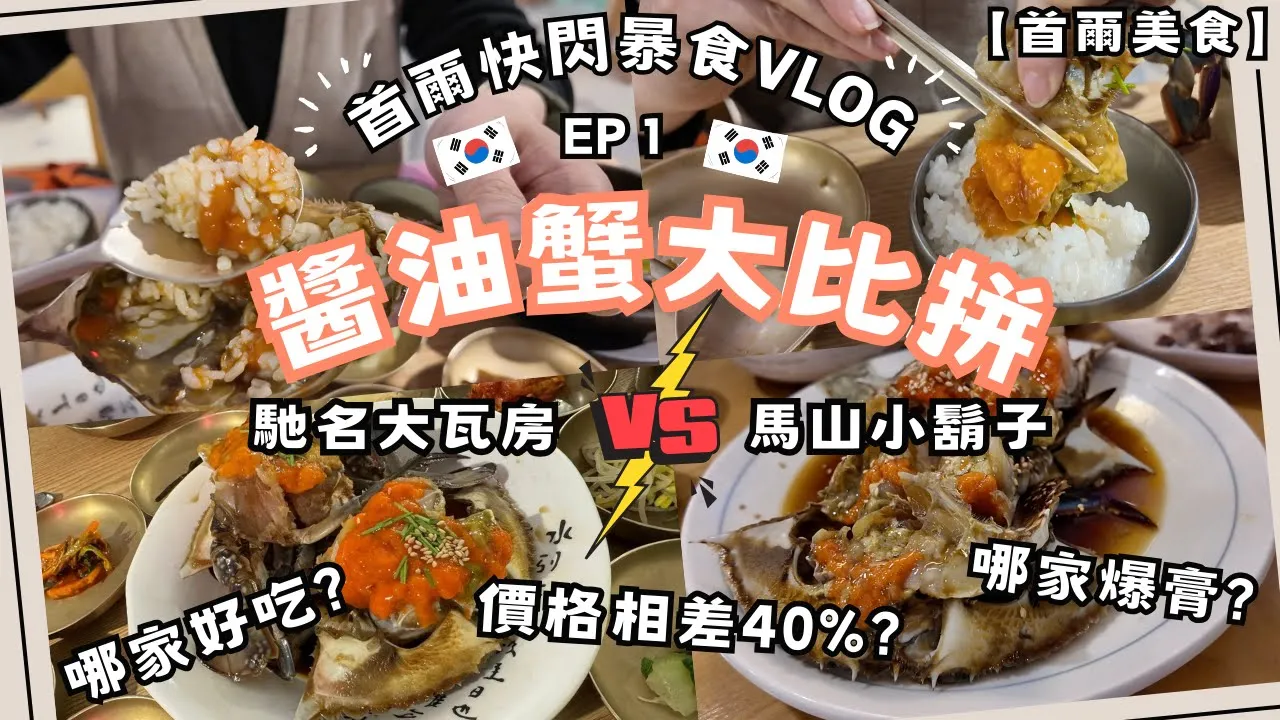 【首爾美食】
首爾快閃暴食VLOG
EP 1
醬油蟹大比拼
馳名大瓦房 VS 馬山小鬍子
哪家好吃?
價格相差40%?
哪家爆膏?